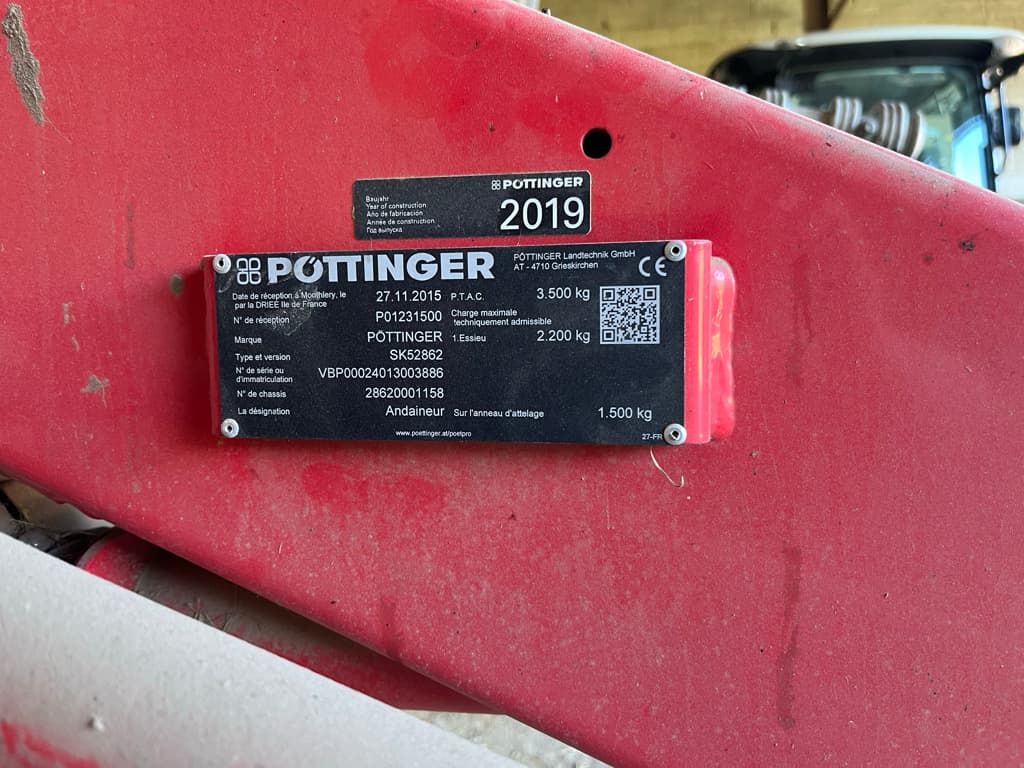 PÖTTINGER
Baujahr
Year of construction
Año de fabricación
Année de construction
Год выпуска
2019
PÖTTINGER
PÖTTINGER Landtechnik GmbH
AT - 4710 Grieskirchen
CE
Date de réception à Montlhery, le
par la DRIEE Ile de France
27.11.2015
P.T.A.C.
3.500 kg
N° de réception
P01231500
Charge maximale
techniquement admissible
Marque
PÖTTINGER
1.Essieu
2.200 kg
Type et version
SK52862
N° de série ou
d'immatriculation
VBP00024013003886
N° de chassis
28620001158
La désignation
Andaineur
Sur l'anneau d'attelage
1.500 kg
www.poettinger.at/poetpro
27-FR